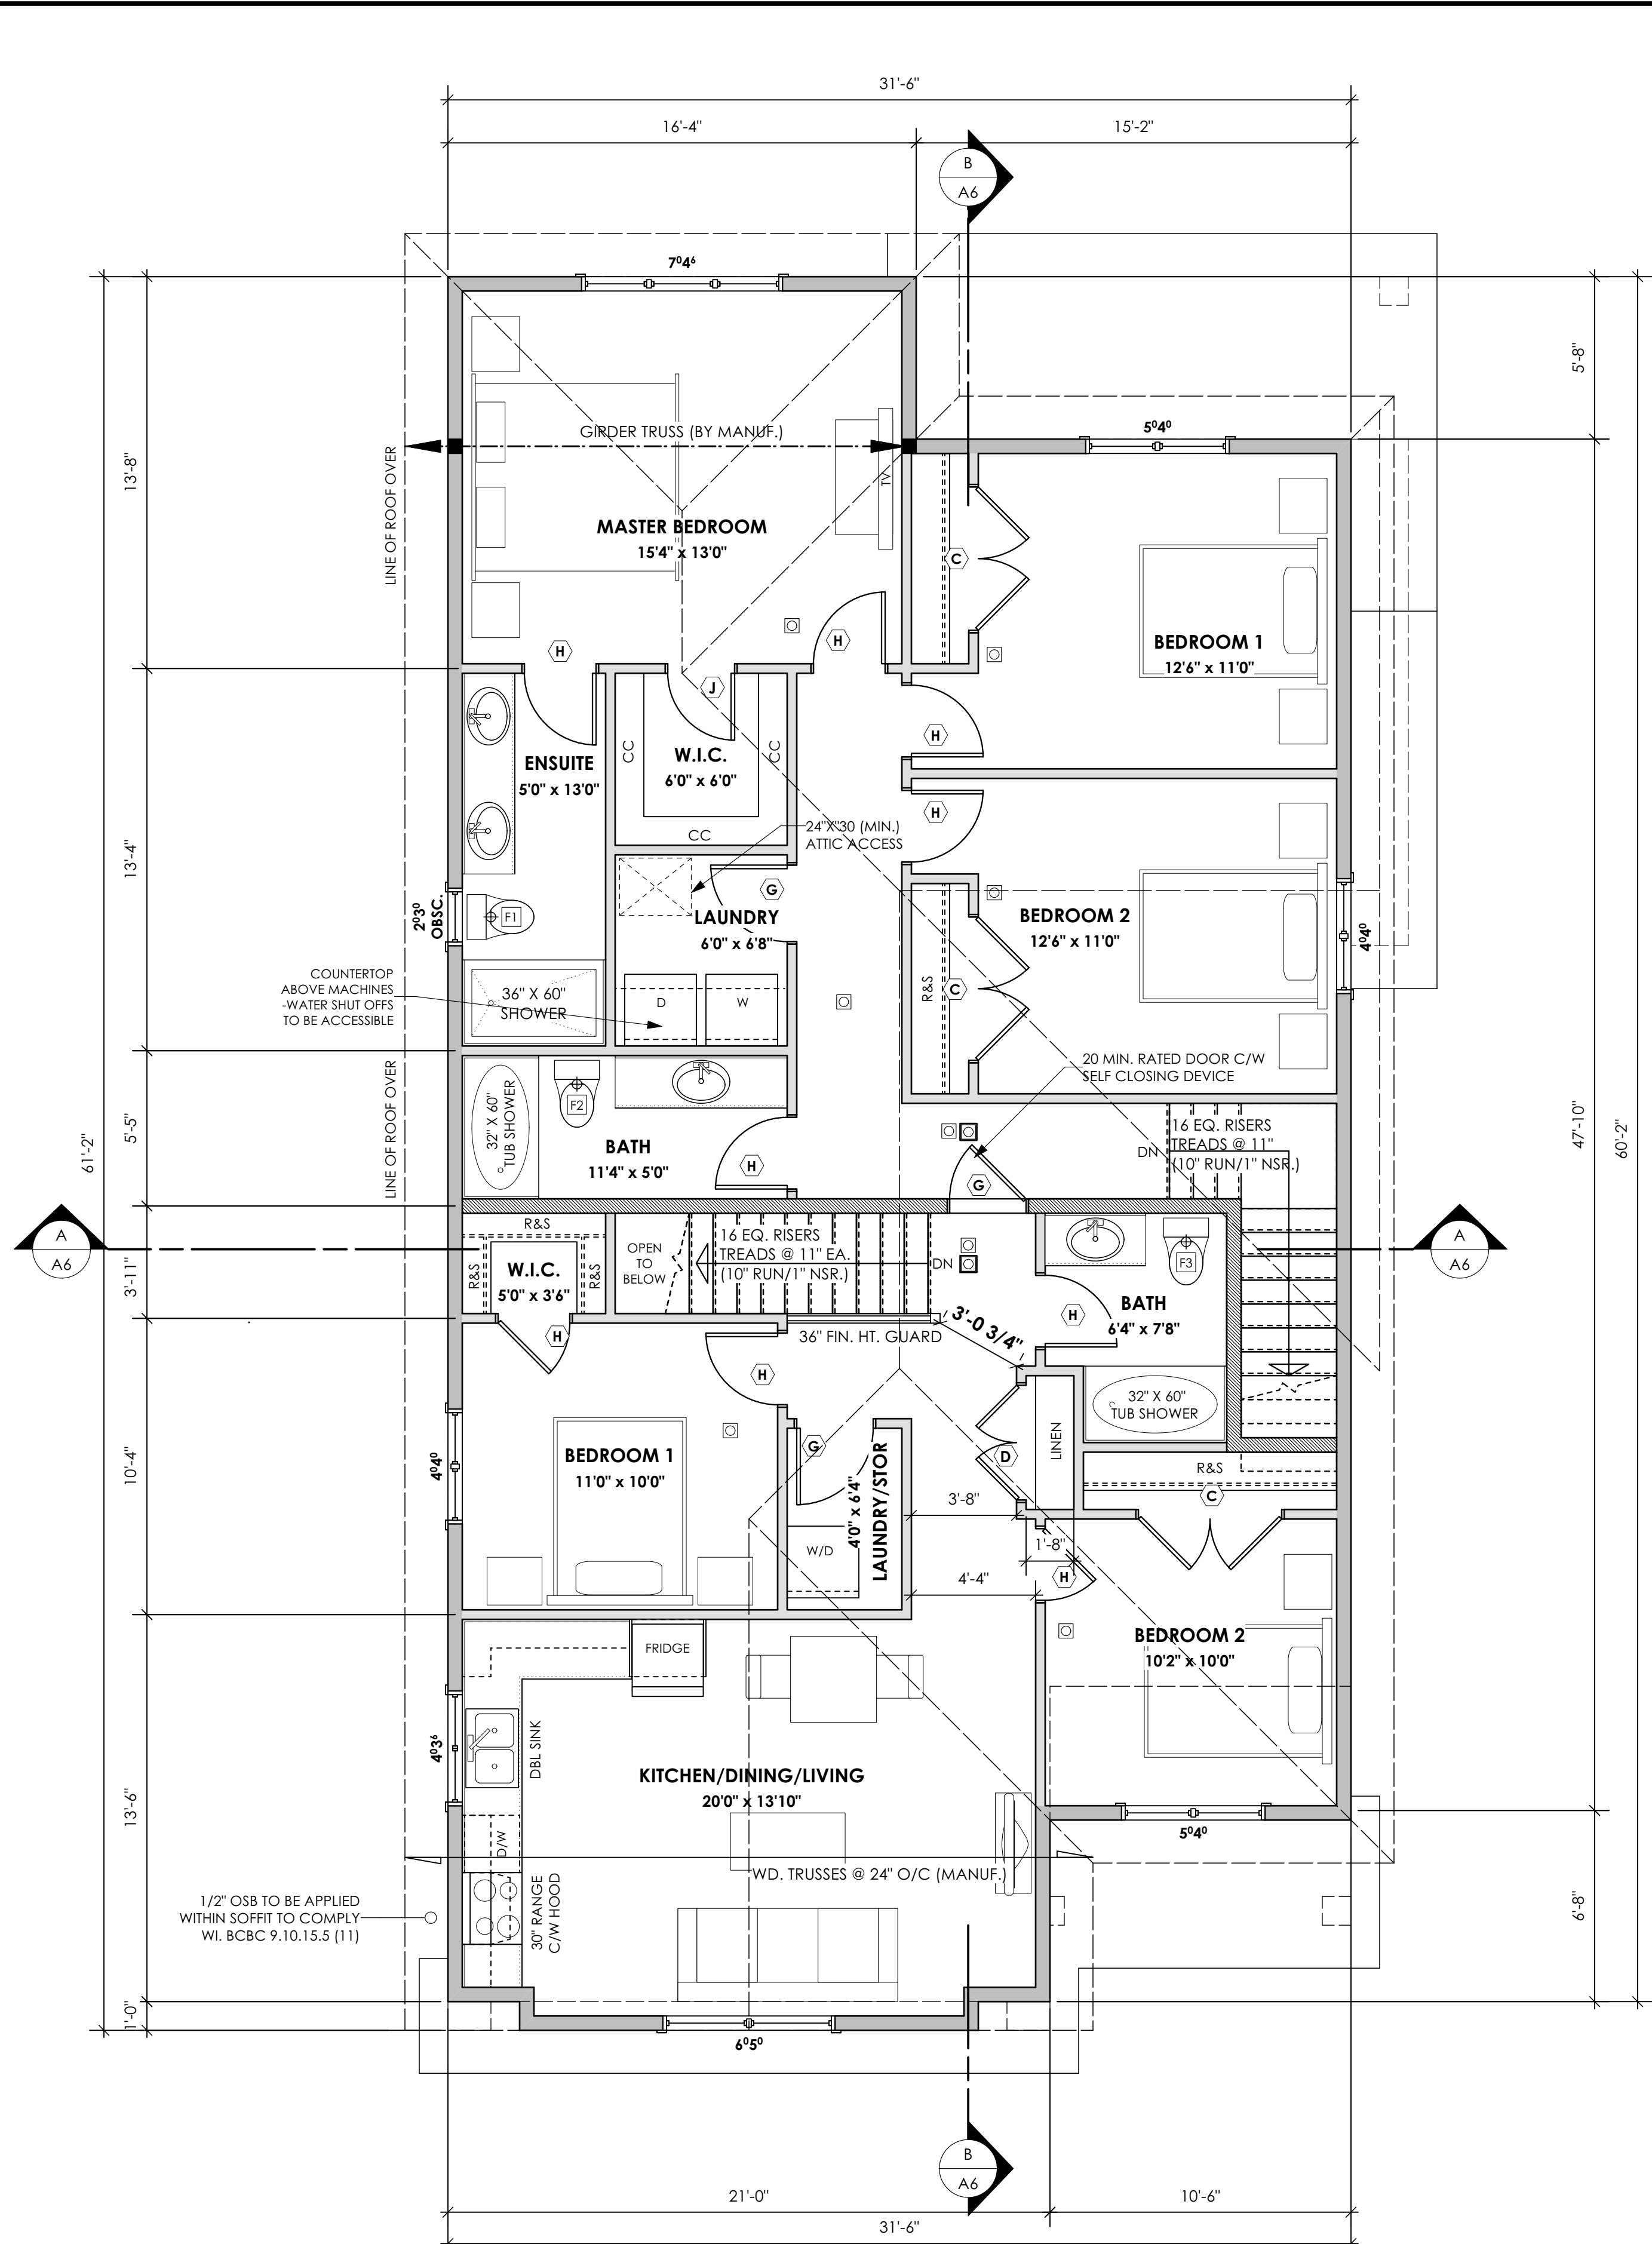 31'-6"
16'-4"
15'-2"
B
A6
7⁰4⁶
5'-8"
5⁰4⁰
GIRDER TRUSS (BY MANUF.)
LINE OF ROOF OVER
13'-8"
TV
MASTER BEDROOM
15'4" x 13'0"
C
H
H
BEDROOM 1
12'6" x 11'0"
J
H
ENSUITE
5'0" x 13'0"
CC
W.I.C.
6'0" x 6'0"
CC
CC
24"X"30 (MIN.)
ATTIC ACCESS
H
13'-4"
G
2⁰3⁰
OBSC.
F1
LAUNDRY
6'0" x 6'8"
BEDROOM 2
12'6" x 11'0"
4⁰4⁰
COUNTERTOP
ABOVE MACHINES
-WATER SHUT OFFS
TO BE ACCESSIBLE
36" X 60"
SHOWER
D
W
R&S
C
20 MIN. RATED DOOR C/W
SELF CLOSING DEVICE
LINE OF ROOF OVER
61'-2"
5'-5"
32" X 60"
TUB SHOWER
F2
BATH
11'4" x 5'0"
H
G
DN
16 EQ. RISERS
TREADS @ 11"
(10" RUN/1" NSR.)
47'-10"
60'-2"
A
A6
3'-11"
R&S
R&S
W.I.C.
5'0" x 3'6"
R&S
OPEN
TO
BELOW
16 EQ. RISERS
TREADS @ 11" EA.
(10" RUN/1" NSR.)
DN
F3
BATH
6'4" x 7'8"
H
A
A6
H
36" FIN. HT. GUARD
3'-0 3/4"
H
32" X 60"
TUB SHOWER
LINEN
10'-4"
4⁰4⁰
BEDROOM 1
11'0" x 10'0"
G
4'0" x 6'4"
LAUNDRY/STOR
W/D
D
R&S
C
3'-8"
1'-8"
4'-4"
H
FRIDGE
BEDROOM 2
10'2" x 10'0"
4⁰3⁶
DBL SINK
KITCHEN/DINING/LIVING
20'0" x 13'10"
13'-6"
D/W
5⁰4⁰
WD. TRUSSES @ 24" O/C (MANUF.)
1/2" OSB TO BE APPLIED
WITHIN SOFFIT TO COMPLY
WI. BCBC 9.10.15.5 (11)
30" RANGE
C/W HOOD
6'-8"
1'-0"
6⁰5⁰
B
A6
21'-0"
10'-6"
31'-6"